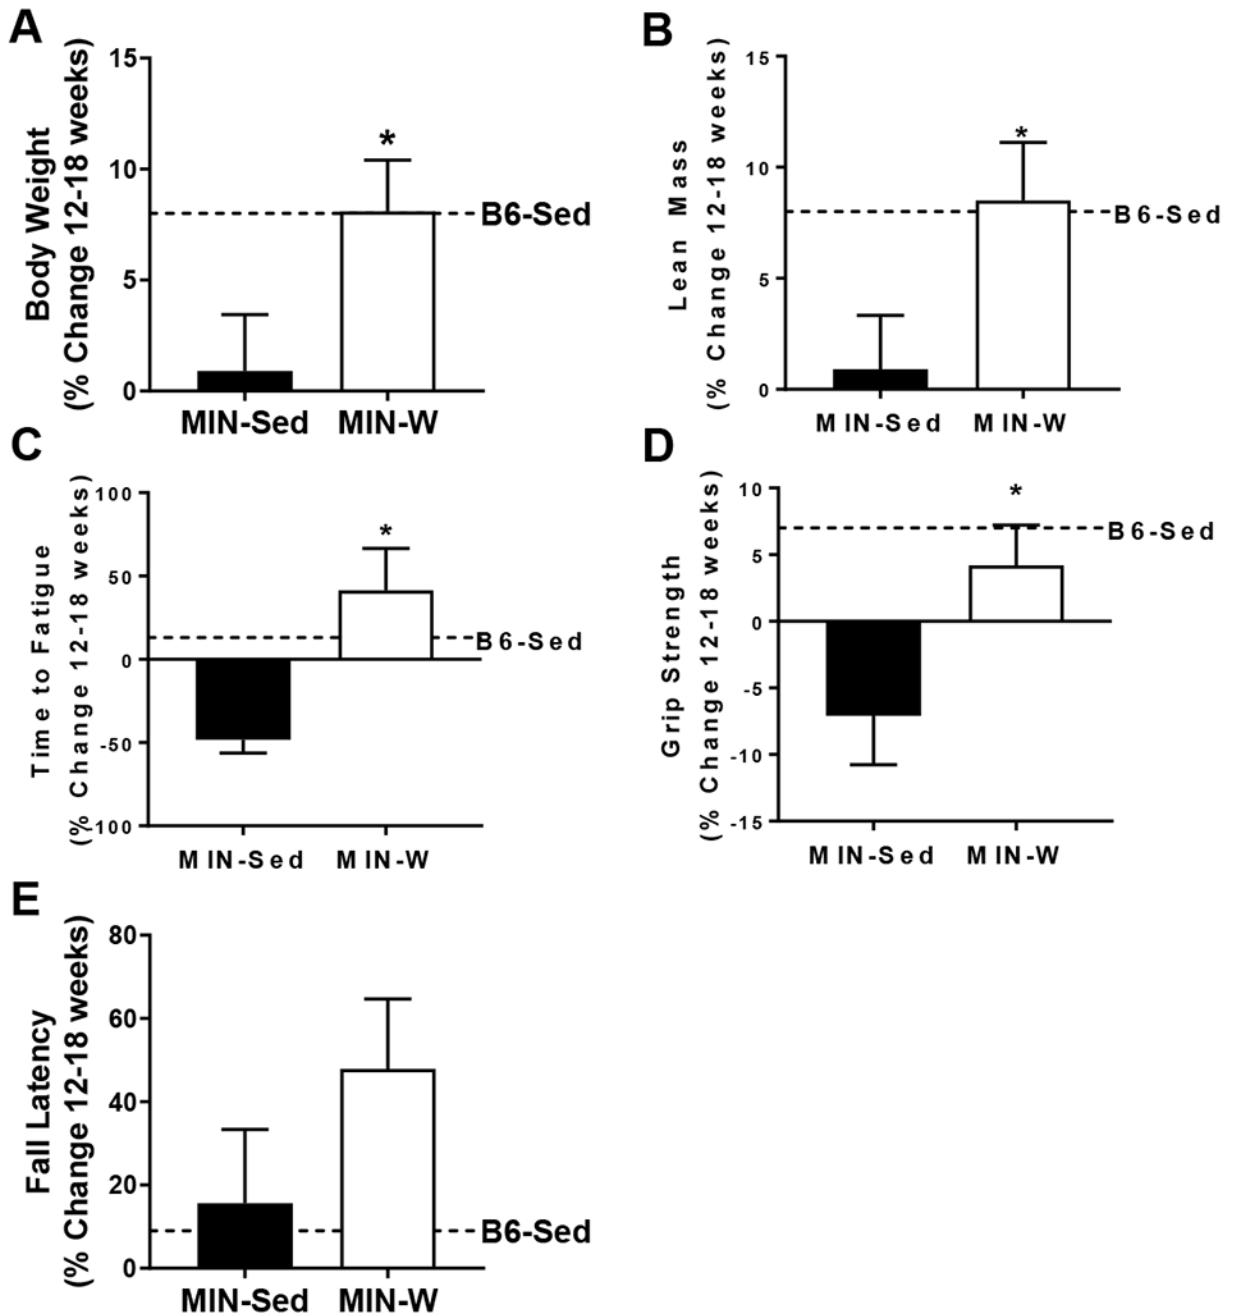 A
Body Weight
(% Change 12-18 weeks)
15
10
5
0
*
B6-Sed
MIN-Sed
MIN-W
B
Lean Mass
(% Change 12-18 weeks)
15
10
5
0
*
B6-Sed
MIN-Sed
MIN-W
C
Time to Fatigue
(% Change 12-18 weeks)
100
50
0
-50
-100
*
B6-Sed
MIN-Sed
MIN-W
D
Grip Strength
(% Change 12-18 weeks)
10
5
0
-5
-10
-15
*
B6-Sed
MIN-Sed
MIN-W
E
Fall Latency
(% Change 12-18 weeks)
80
60
40
20
0
B6-Sed
MIN-Sed
MIN-W